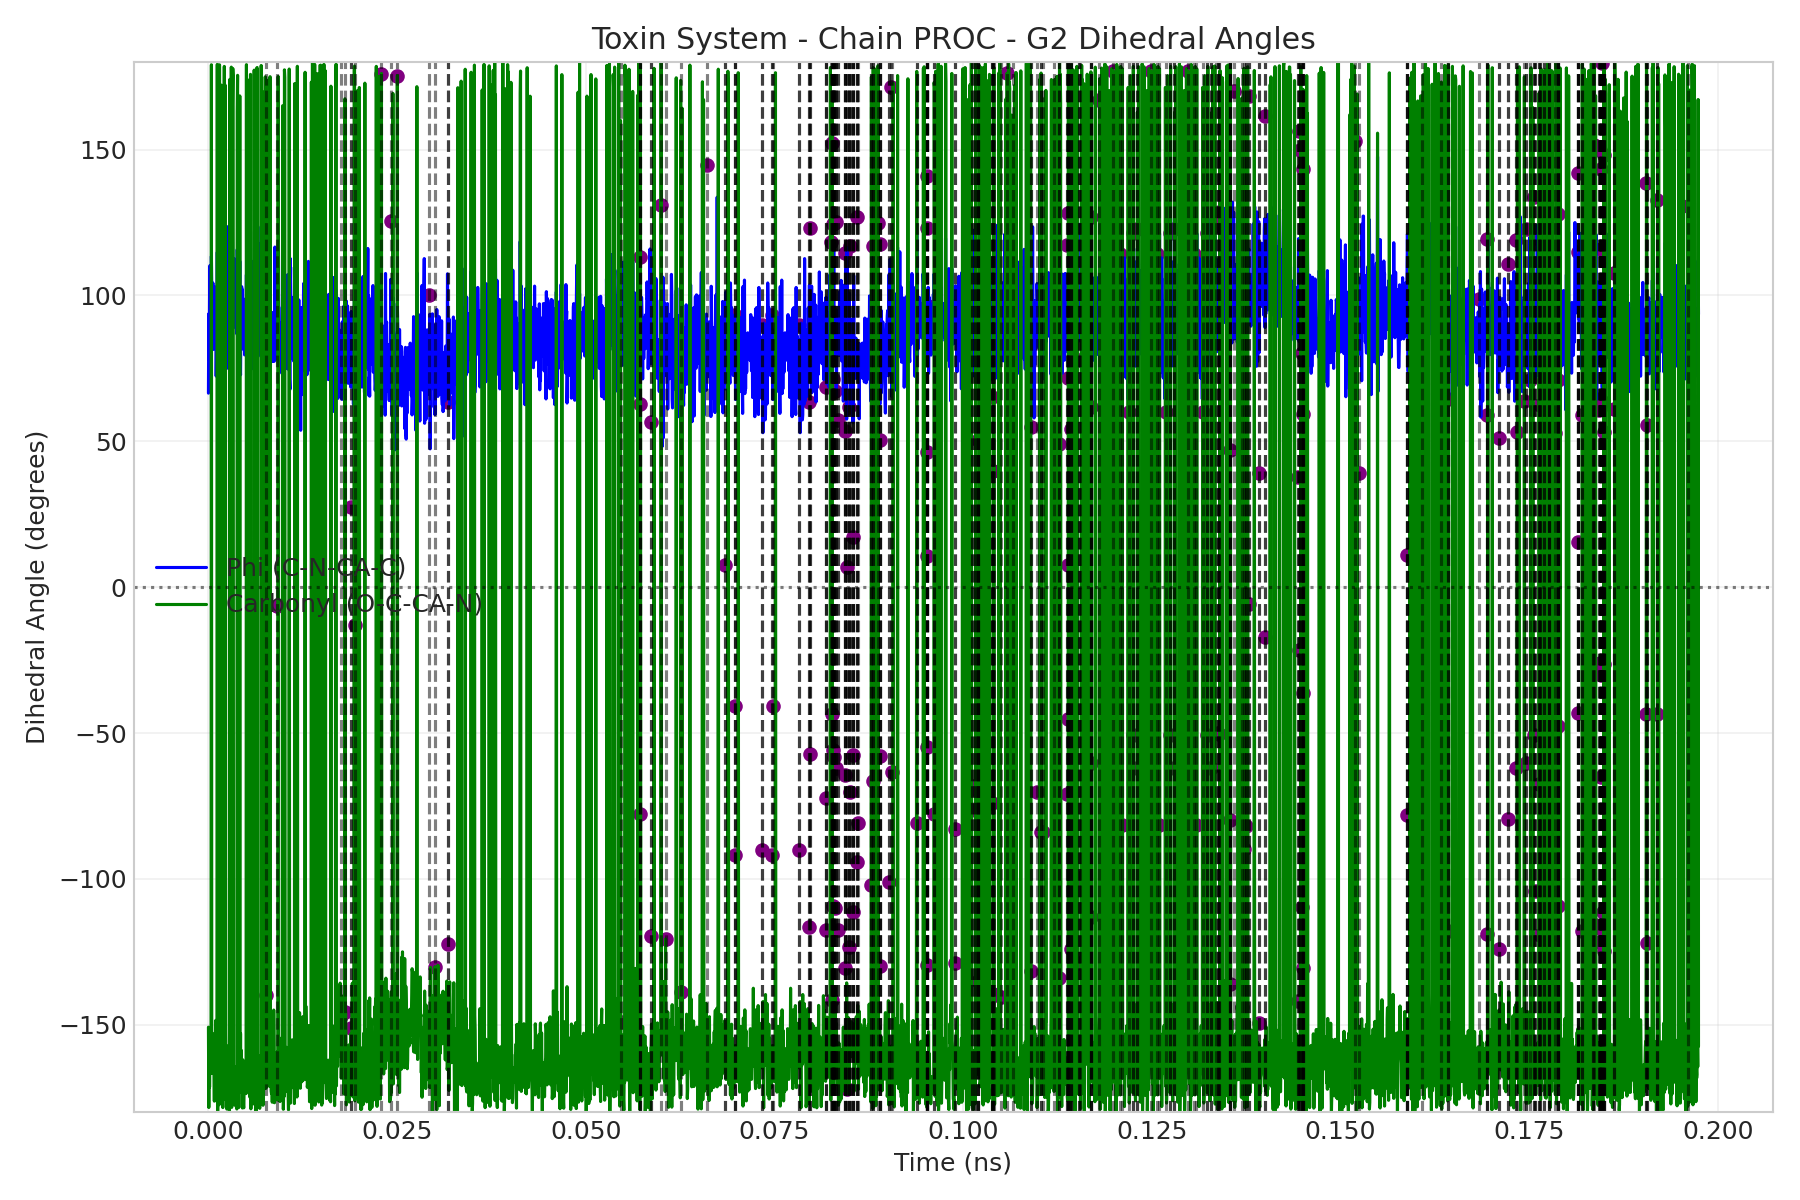 Toxin System - Chain PROC - G2 Dihedral Angles
Dihedral Angle (degrees)
150
100
50
0
−50
−100
−150
Phi (C-N-CA-C)
Carbonyl (O-C-CA-N)
0.000 0.025 0.050 0.075 0.100 0.125 0.150 0.175 0.200
Time (ns)